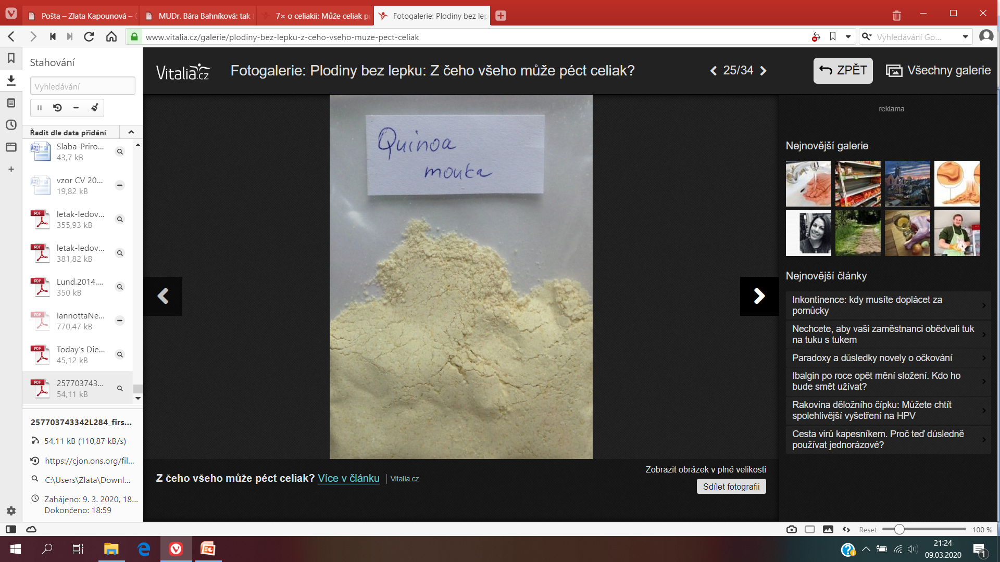 Pošta – Zlata Kapounová –
MUDr. Bára Bahníková: tak
7× o celiakii: Může celiak pr
Fotogalerie: Plodiny bez lep
www.vitalia.cz/galerie/plodiny-bez-lepku-z-ceho-vseho-muze-pect-celiak
Vyhledávání Go...
Stahování
Vyhledávání
Řadit dle data přidání
Slaba-Priro...
43,7 kB
vzor CV 20...
19,82 kB
letak-ledov...
355,93 kB
letak-ledov...
381,82 kB
Lund.2014....
350 kB
IannottaNe...
770,47 kB
Today's Die...
45,12 kB
257703743...
54,11 kB
257703743342L284_firs...
54,11 kB (110,87 kB/s)
https://cjon.ons.org/fil...
C:\Users\Zlata\Downl...
Zahájeno: 9. 3. 2020, 18...
Dokončeno: 18:59
Vitalia.cz
Fotogalerie: Plodiny bez lepku: Z čeho všeho může péct celiak?
25/34
ZPĚT
Všechny galerie
Quinoa
mouka
Z čeho všeho může péct celiak? Více v článku | Vitalia.cz
Zobrazit obrázek v plné velikosti
Sdílet fotografii
reklama
Nejnovější galerie
Nejnovější články
Inkontinence: kdy musíte doplácet za
pomůcky
Nechcete, aby vaši zaměstnanci obědvali tuk
na tuku s tukem
Paradoxy a důsledky novely o očkování
Ibalgin po roce opět mění složení. Kdo ho
bude smět užívat?
Rakovina děložního čípku: Můžete chtít
spolehlivější vyšetření na HPV
Cesta virů kapesníkem. Proč teď důsledně
používat jednorázové?
Reset
100 %
21:24
09.03.2020
1